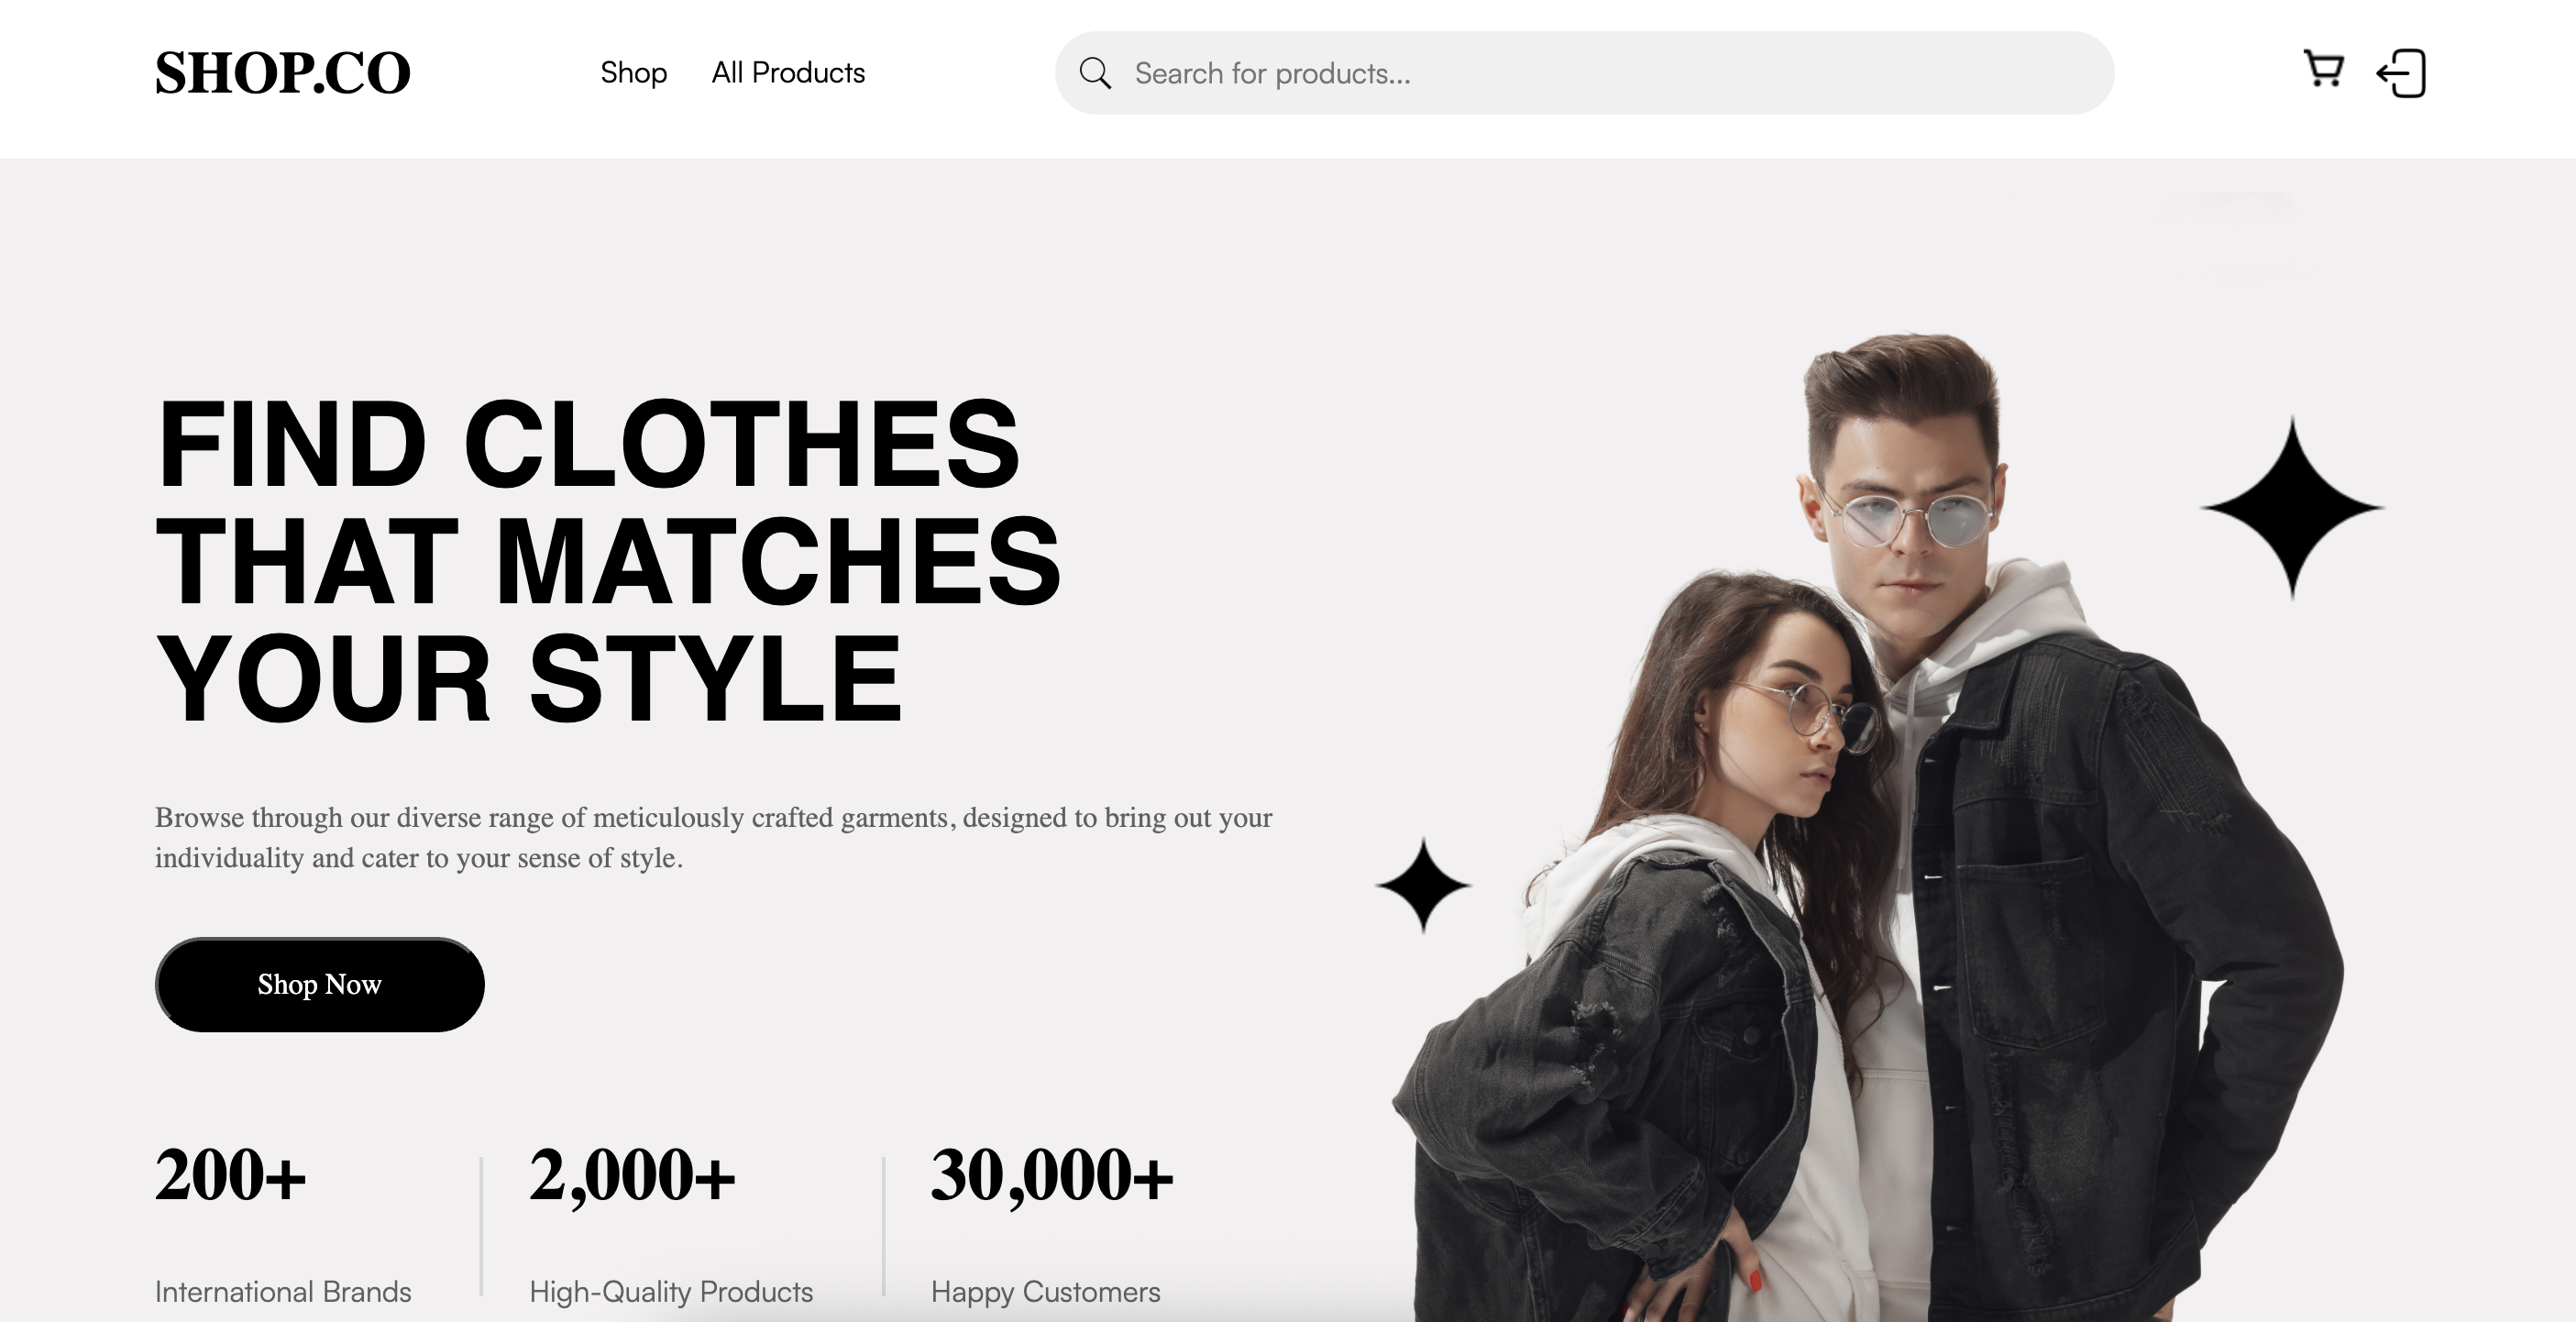 SHOP.CO
Shop
All Products
Search for products...
FIND CLOTHES
THAT MATCHES
YOUR STYLE
Browse through our diverse range of meticulously crafted garments, designed to bring out your
individuality and cater to your sense of style.
Shop Now
200+
International Brands
2,000+
High-Quality Products
30,000+
Happy Customers